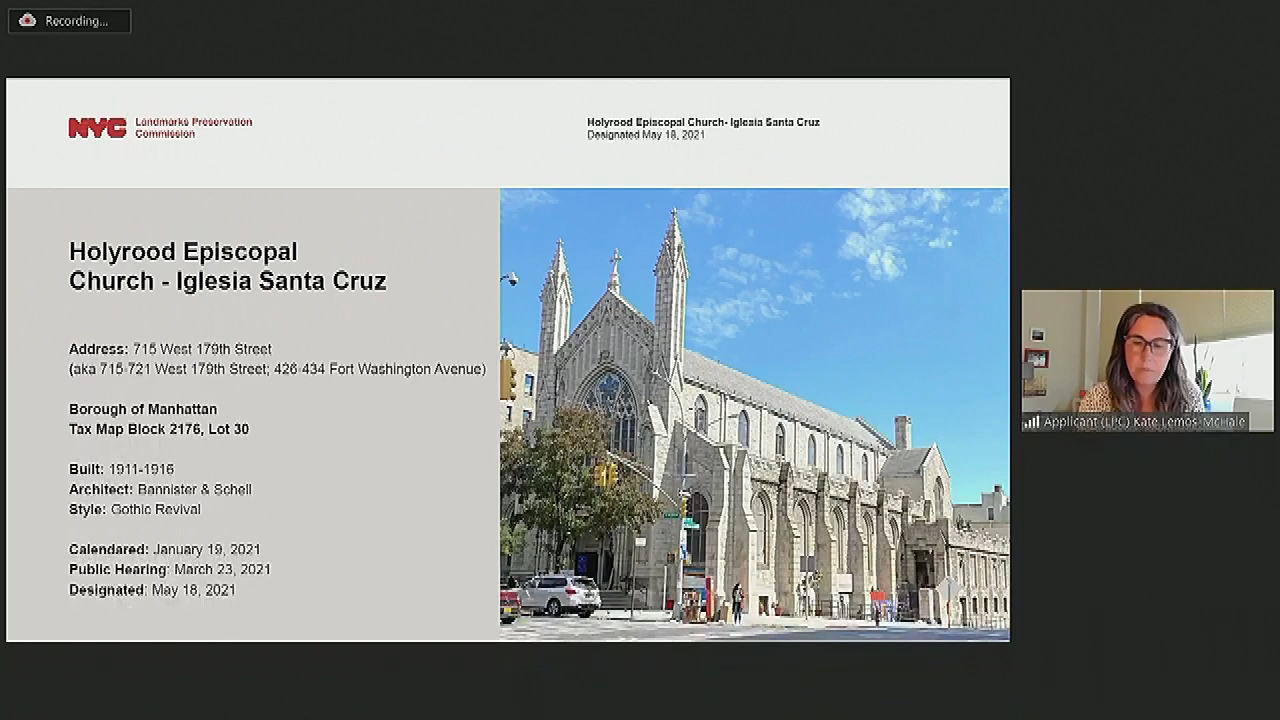 Recording...
NYC Landmarks Preservation
Commission
Holyrood Episcopal Church- Iglesia Santa Cruz
Designated May 18, 2021
Holyrood Episcopal
Church - Iglesia Santa Cruz
Address: 715 West 179th Street
(aka 715-721 West 179th Street; 426-434 Fort Washington Avenue)
Borough of Manhattan
Tax Map Block 2176, Lot 30
Built: 1911-1916
Architect: Bannister & Schell
Style: Gothic Revival
Calendared: January 19, 2021
Public Hearing: March 23, 2021
Designated: May 18, 2021
Applicant (LPC) Kate Lemos-McHale